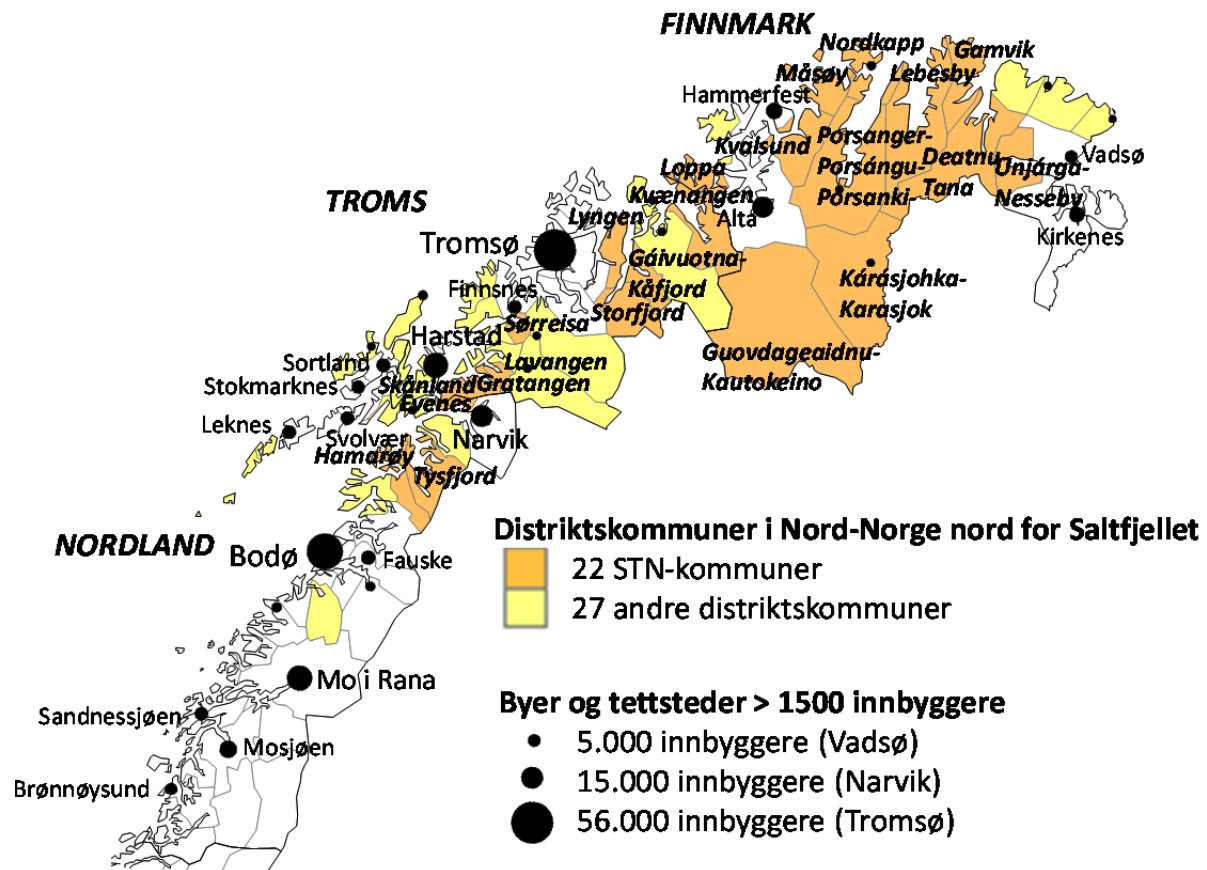 FINNMARK
Nordkapp
Gamvik
Måsøy
Lebesby
Hammerfest
Kvalsund
Porsanger-
Porsángu-
Porsanki-
Deatnu-
Tana
Unjárga-
Nesseby
Vadsø
Kirkenes
Loppa
Kvænangen
Alta
TROMS
Lyngen
Tromsø
Gáivuotna-
Kåfjord
Storfjord
Kárásjohka-
Karasjok
Guovdageaidnu-
Kautokeino
Finnsnes
Sørreisa
Harstad
Lavangen
Gratangen
Sortland
Stokmarknes
Skånland
Evenes
Leknes
Svolvær
Narvik
Hamarøy
Tysfjord
NORDLAND
Bodø
Fauske
Mo i Rana
Sandnessjøen
Mosjøen
Brønnøysund
Distriktskommuner i Nord-Norge nord for Saltfjellet
22 STN-kommuner
27 andre distriktskommuner
Byer og tettsteder > 1500 innbyggere
5.000 innbyggere (Vadsø)
15.000 innbyggere (Narvik)
56.000 innbyggere (Tromsø)